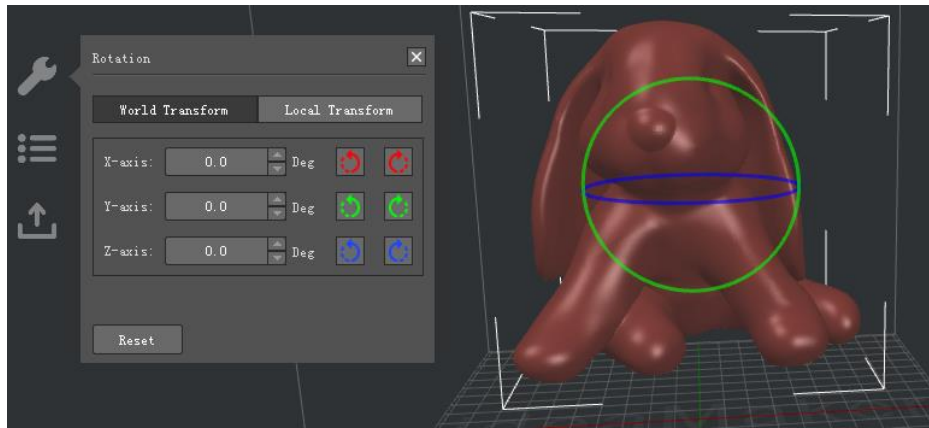 Rotation
World Transform Local Transform
X-axis: 0.0 Deg
Y-axis: 0.0 Deg
Z-axis: 0.0 Deg
Reset